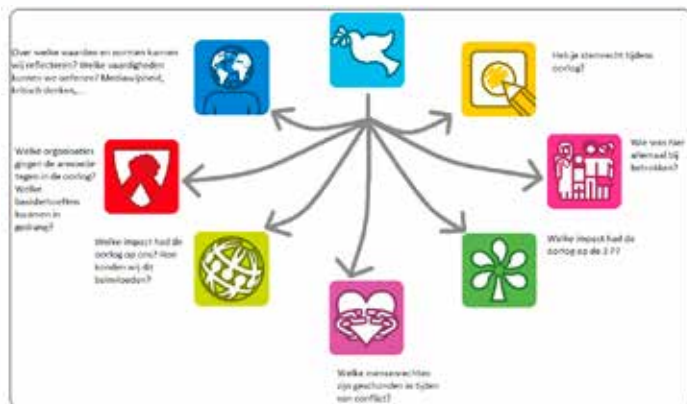 Over welke waarden en normen kunnen
wij reflecteren? Welke vaardigheden
kunnen we oefenen? Mediawijsheid,
kritisch denken,...
Heb je stemrecht tijdens
oorlog?
Welke organisaties
gingen de armoede
tegen in de oorlog?
Welke
basisbehoeften
kwamen in
gedrang?
Wie was hier
allemaal bij
betrokken?
Welke impact had de
oorlog op ons? Hoe
konden wij dit
beïnvloeden?
Welke impact had de
oorlog op de 3 P?
Welke mensenrechten
zijn geschonden in tijden
van conflict?